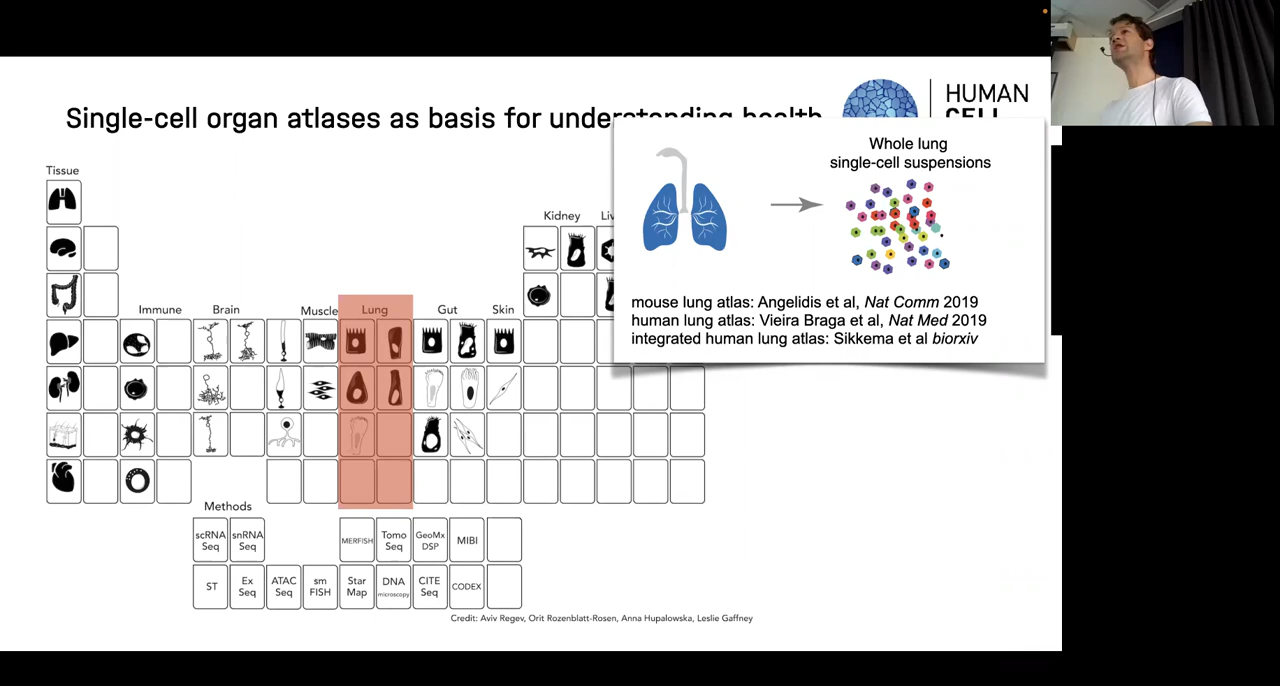 Single-cell organ atlases as basis for understanding health
HUMAN
CELL
Whole lung
single-cell suspensions
mouse lung atlas: Angelidis et al, Nat Comm 2019
human lung atlas: Vieira Braga et al, Nat Med 2019
integrated human lung atlas: Sikkema et al biorxiv
Tissue
Kidney
Immune
Brain
Muscle
Lung
Gut
Skin
Methods
scRNA
Seq
snRNA
Seq
MERFISH
Tomo
Seq
GeoMx
DSP
MIBI
ST
Ex
Seq
ATAC
Seq
sm
FISH
Star
Map
DNA
microscopy
CITE
Seq
CODEX
Credit: Aviv Regev, Orit Rozenblatt-Rosen, Anna Hupalowska, Leslie Gaffney